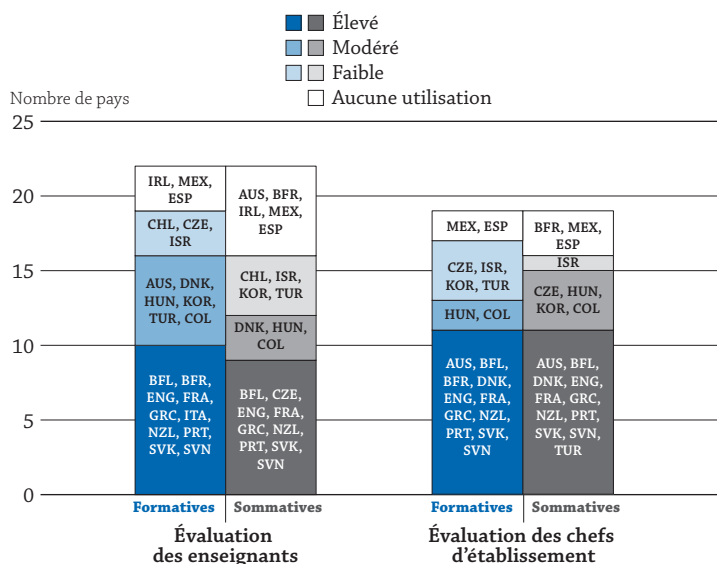 Élevé
Modéré
Faible
Aucune utilisation
Nombre de pays
25
20
15
10
5
0
IRL, MEX,
ESP
CHL, CZE,
ISR
AUS, DNK,
HUN, KOR,
TUR, COL
BFL, BFR,
ENG, FRA,
GRC, ITA,
NZL, PRT,
SVK, SVN
AUS, BFR,
IRL, MEX,
ESP
CHL, ISR,
KOR, TUR
DNK, HUN,
COL
BFL, CZE,
ENG, FRA,
GRC, NZL,
PRT, SVK,
SVN
MEX, ESP
CZE, ISR,
KOR, TUR
HUN, COL
AUS, BFL,
BFR, DNK,
ENG, FRA,
GRC, NZL,
PRT, SVK,
SVN
BFR, MEX,
ESP
ISR
CZE, HUN,
KOR, COL
AUS, BFL,
DNK, ENG,
FRA, GRC,
NZL, PRT,
SVK, SVN,
TUR
Formatives
Sommatives
Évaluation
des enseignants
Formatives
Sommatives
Évaluation des chefs
d'établissement